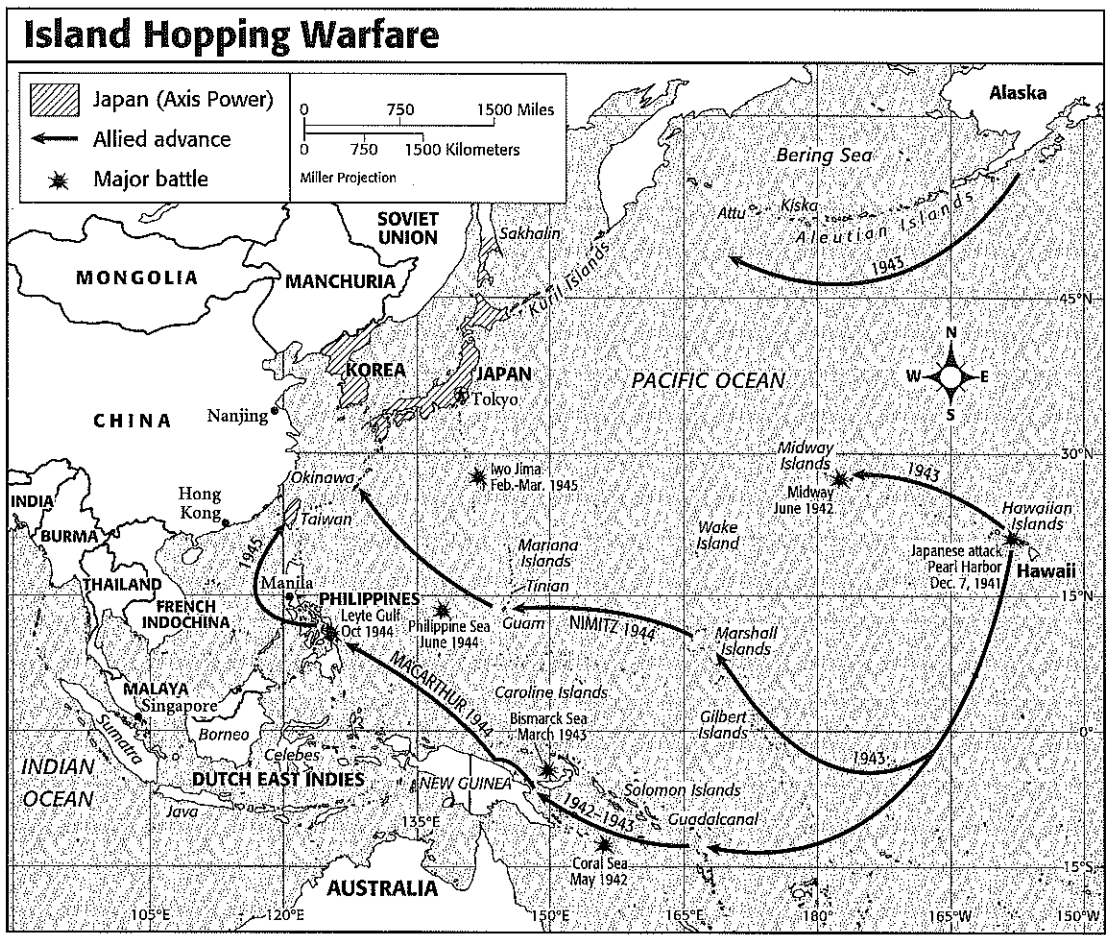 Island Hopping Warfare
Japan (Axis Power)
Allied advance
Major battle
0 750 1500 Miles
0 750 1500 Kilometers
Miller Projection
Alaska
Bering Sea
Attu
Kiska
Aleutian Islands
1943
SOVIET
UNION
Sakhalin
Kuril Islands
MONGOLIA
MANCHURIA
45°N
N
W E
S
KOREA
JAPAN
Tokyo
PACIFIC OCEAN
CHINA
Nanjing
Midway
Islands
1943
30°N
Midway
June 1942
Iwo Jima
Feb.-Mar. 1945
Okinawa
Hawaiian
Islands
INDIA
Hong
Kong
Taiwan
Wake
Island
BURMA
Japanese attack
Pearl Harbor
Dec. 7, 1941
Hawaii
1945
Mariana
Islands
THAILAND
Manila
Tinian
15°N
PHILIPPINES
FRENCH
INDOCHINA
Leyte Gulf
Oct 1944
Philippine Sea
June 1944
Guam
NIMITZ 1944
Marshall
Islands
MACARTHUR 1944
MALAYA
Singapore
Caroline Islands
Bismarck Sea
March 1943
Gilbert
Islands
Sumatra
Borneo
Celebes
0°
1943
INDIAN
OCEAN
DUTCH EAST INDIES
NEW GUINEA
Solomon Islands
Java
135°E
1942–1943
Guadalcanal
Coral Sea
May 1942
15°S
AUSTRALIA
105°E
120°E
150°E
165°E
180°
165°W
150°W